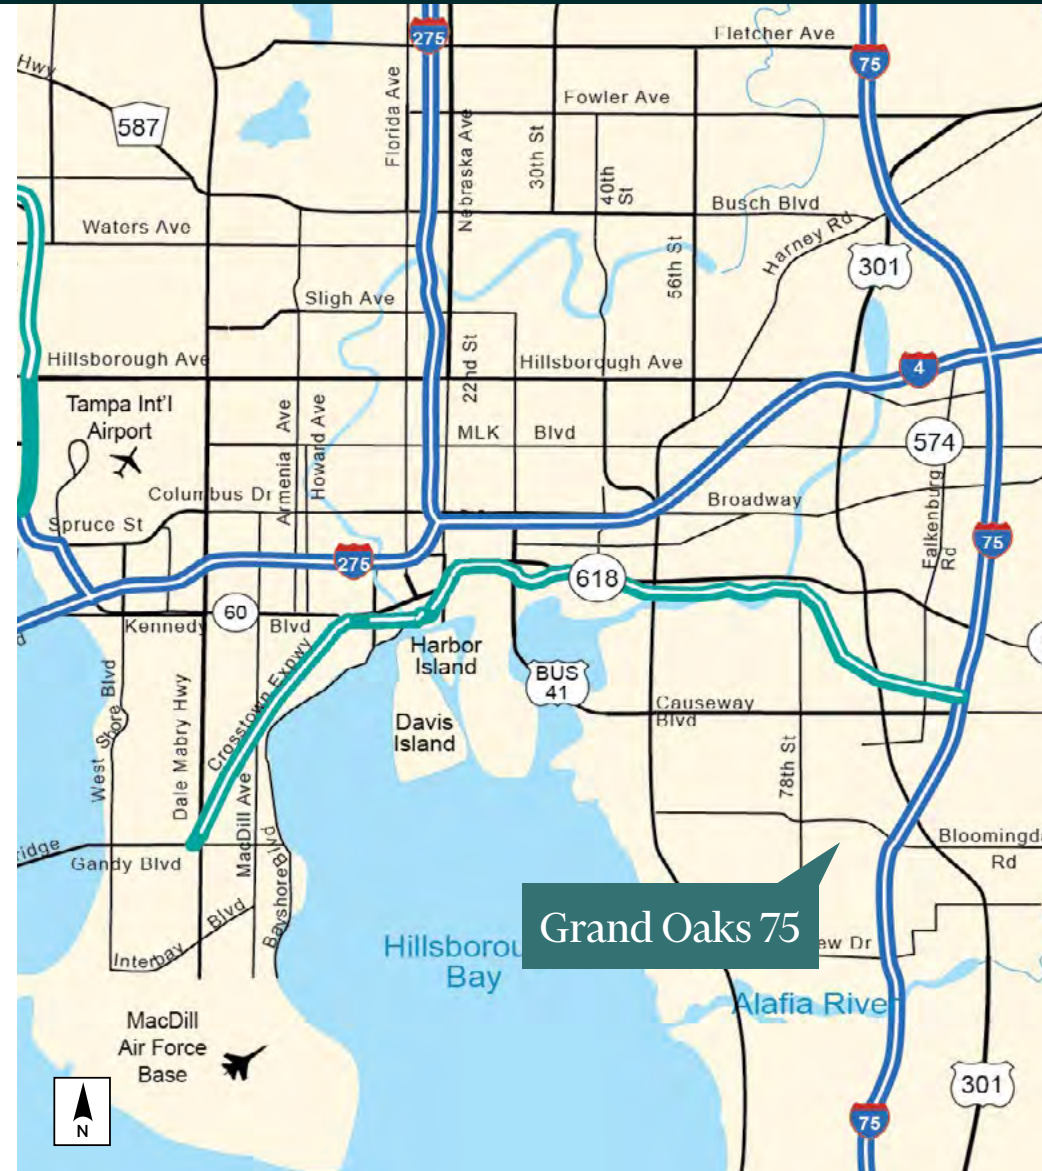 275
Fletcher Ave
75
Hwy
Florida Ave
Fowler Ave
587
Nebraska Ave
30th St
40th
St
Busch Blvd
Waters Ave
Harney Rd
56th St
301
Sligh Ave
Hillsborough Ave
22nd St
Hillsborough Ave
4
Tampa Int'l
Airport
Armenia Ave
Howard Ave
MLK Blvd
574
Columbus Dr
Broadway
Spruce St
Falkenburg
Rd
75
275
618
60
Kennedy Blvd
Harbor
Island
Crosstown Expwy
BUS
41
West Shore Blvd
Dale Mabry Hwy
Davis
Island
Causeway
Blvd
78th St
MacDill Ave
Bayshore Blvd
ridge
Gandy Blvd
Bloomingda
Rd
Grand Oaks 75
Interbay Blvd
Hillsborou
Bay
ew Dr
Alafia River
MacDill
Air Force
Base
301
N
75